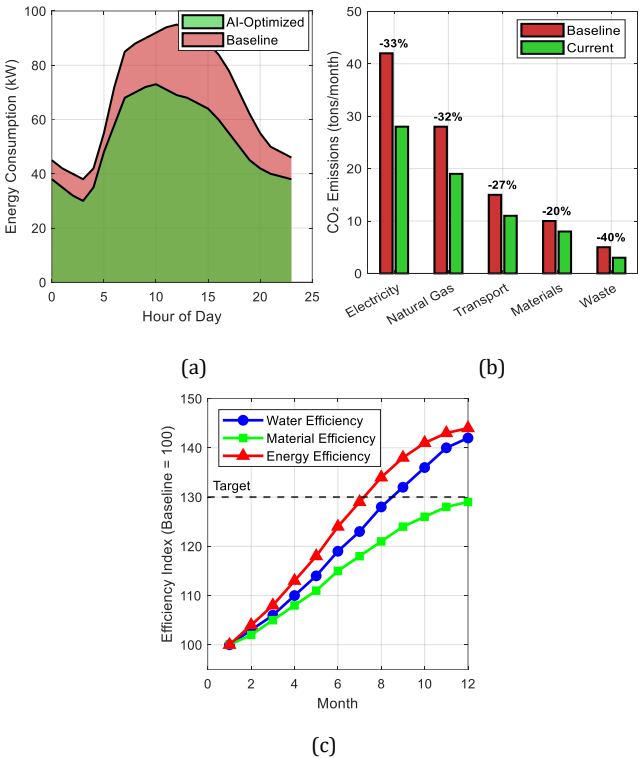 Energy Consumption (kW)
100
80
60
40
20
0
0 5 10 15 20 25
Hour of Day
AI-Optimized
Baseline
(a)
CO₂ Emissions (tons/month)
50
40
30
20
10
0
Baseline
Current
-33%
-32%
-27%
-20%
-40%
Electricity
Natural Gas
Transport
Materials
Waste
(b)
Efficiency Index (Baseline = 100)
150
140
130
120
110
100
Water Efficiency
Material Efficiency
Energy Efficiency
Target
0 2 4 6 8 10 12
Month
(c)